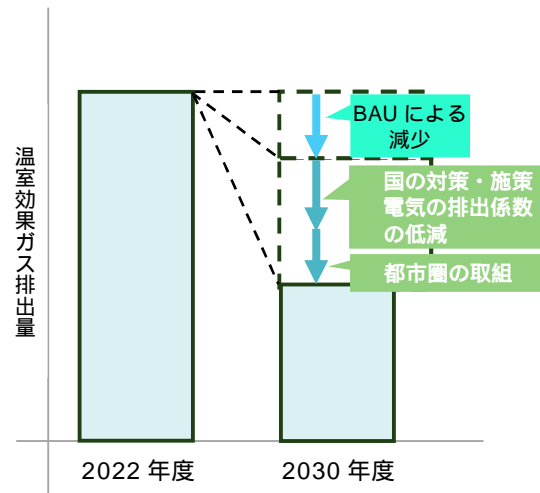 温室効果ガス排出量
BAU による
減少
国の対策・施策
電気の排出係数
の低減
都市圏の取組
2022 年度
2030 年度